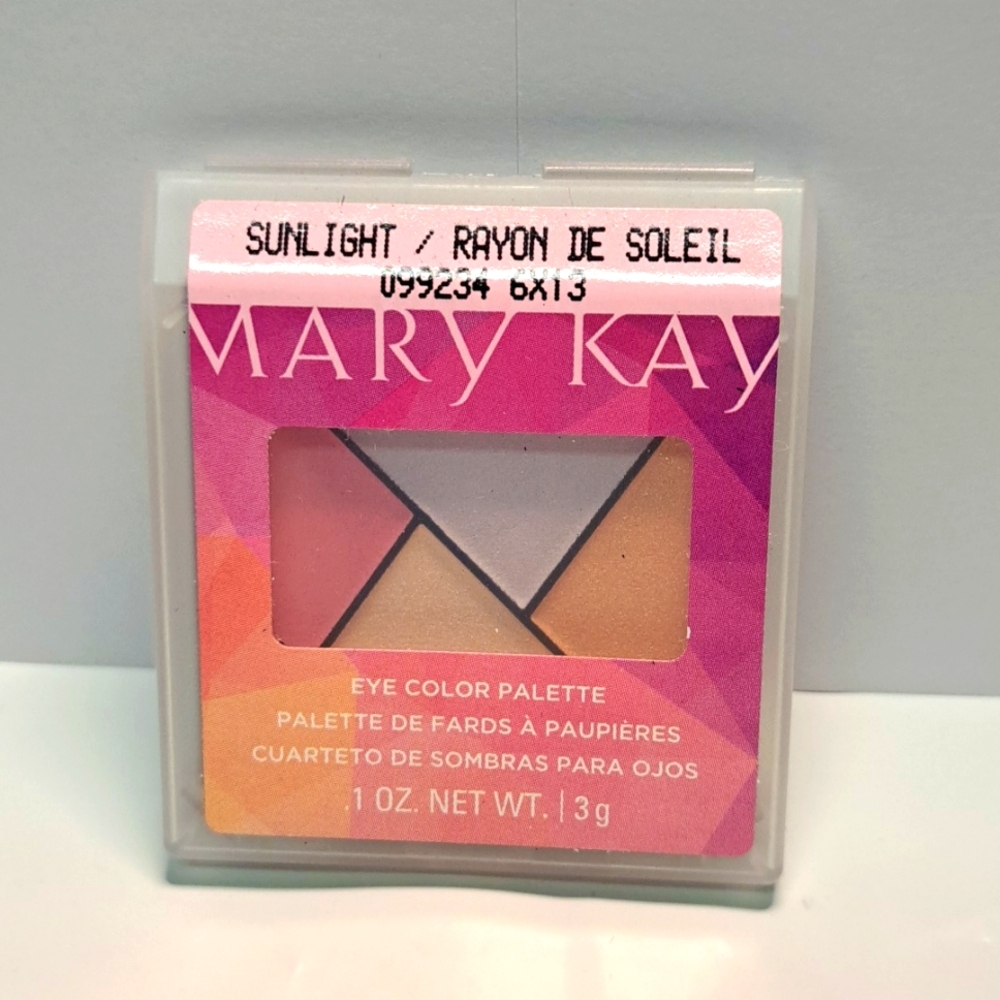 SUNLIGHT / RAYON DE SOLEIL
099234 6X13
MARY KAY
EYE COLOR PALETTE
PALETTE DE FARDS À PAUPIÈRES
CUARTETO DE SOMBRAS PARA OJOS
.1 OZ. NET WT. | 3 g